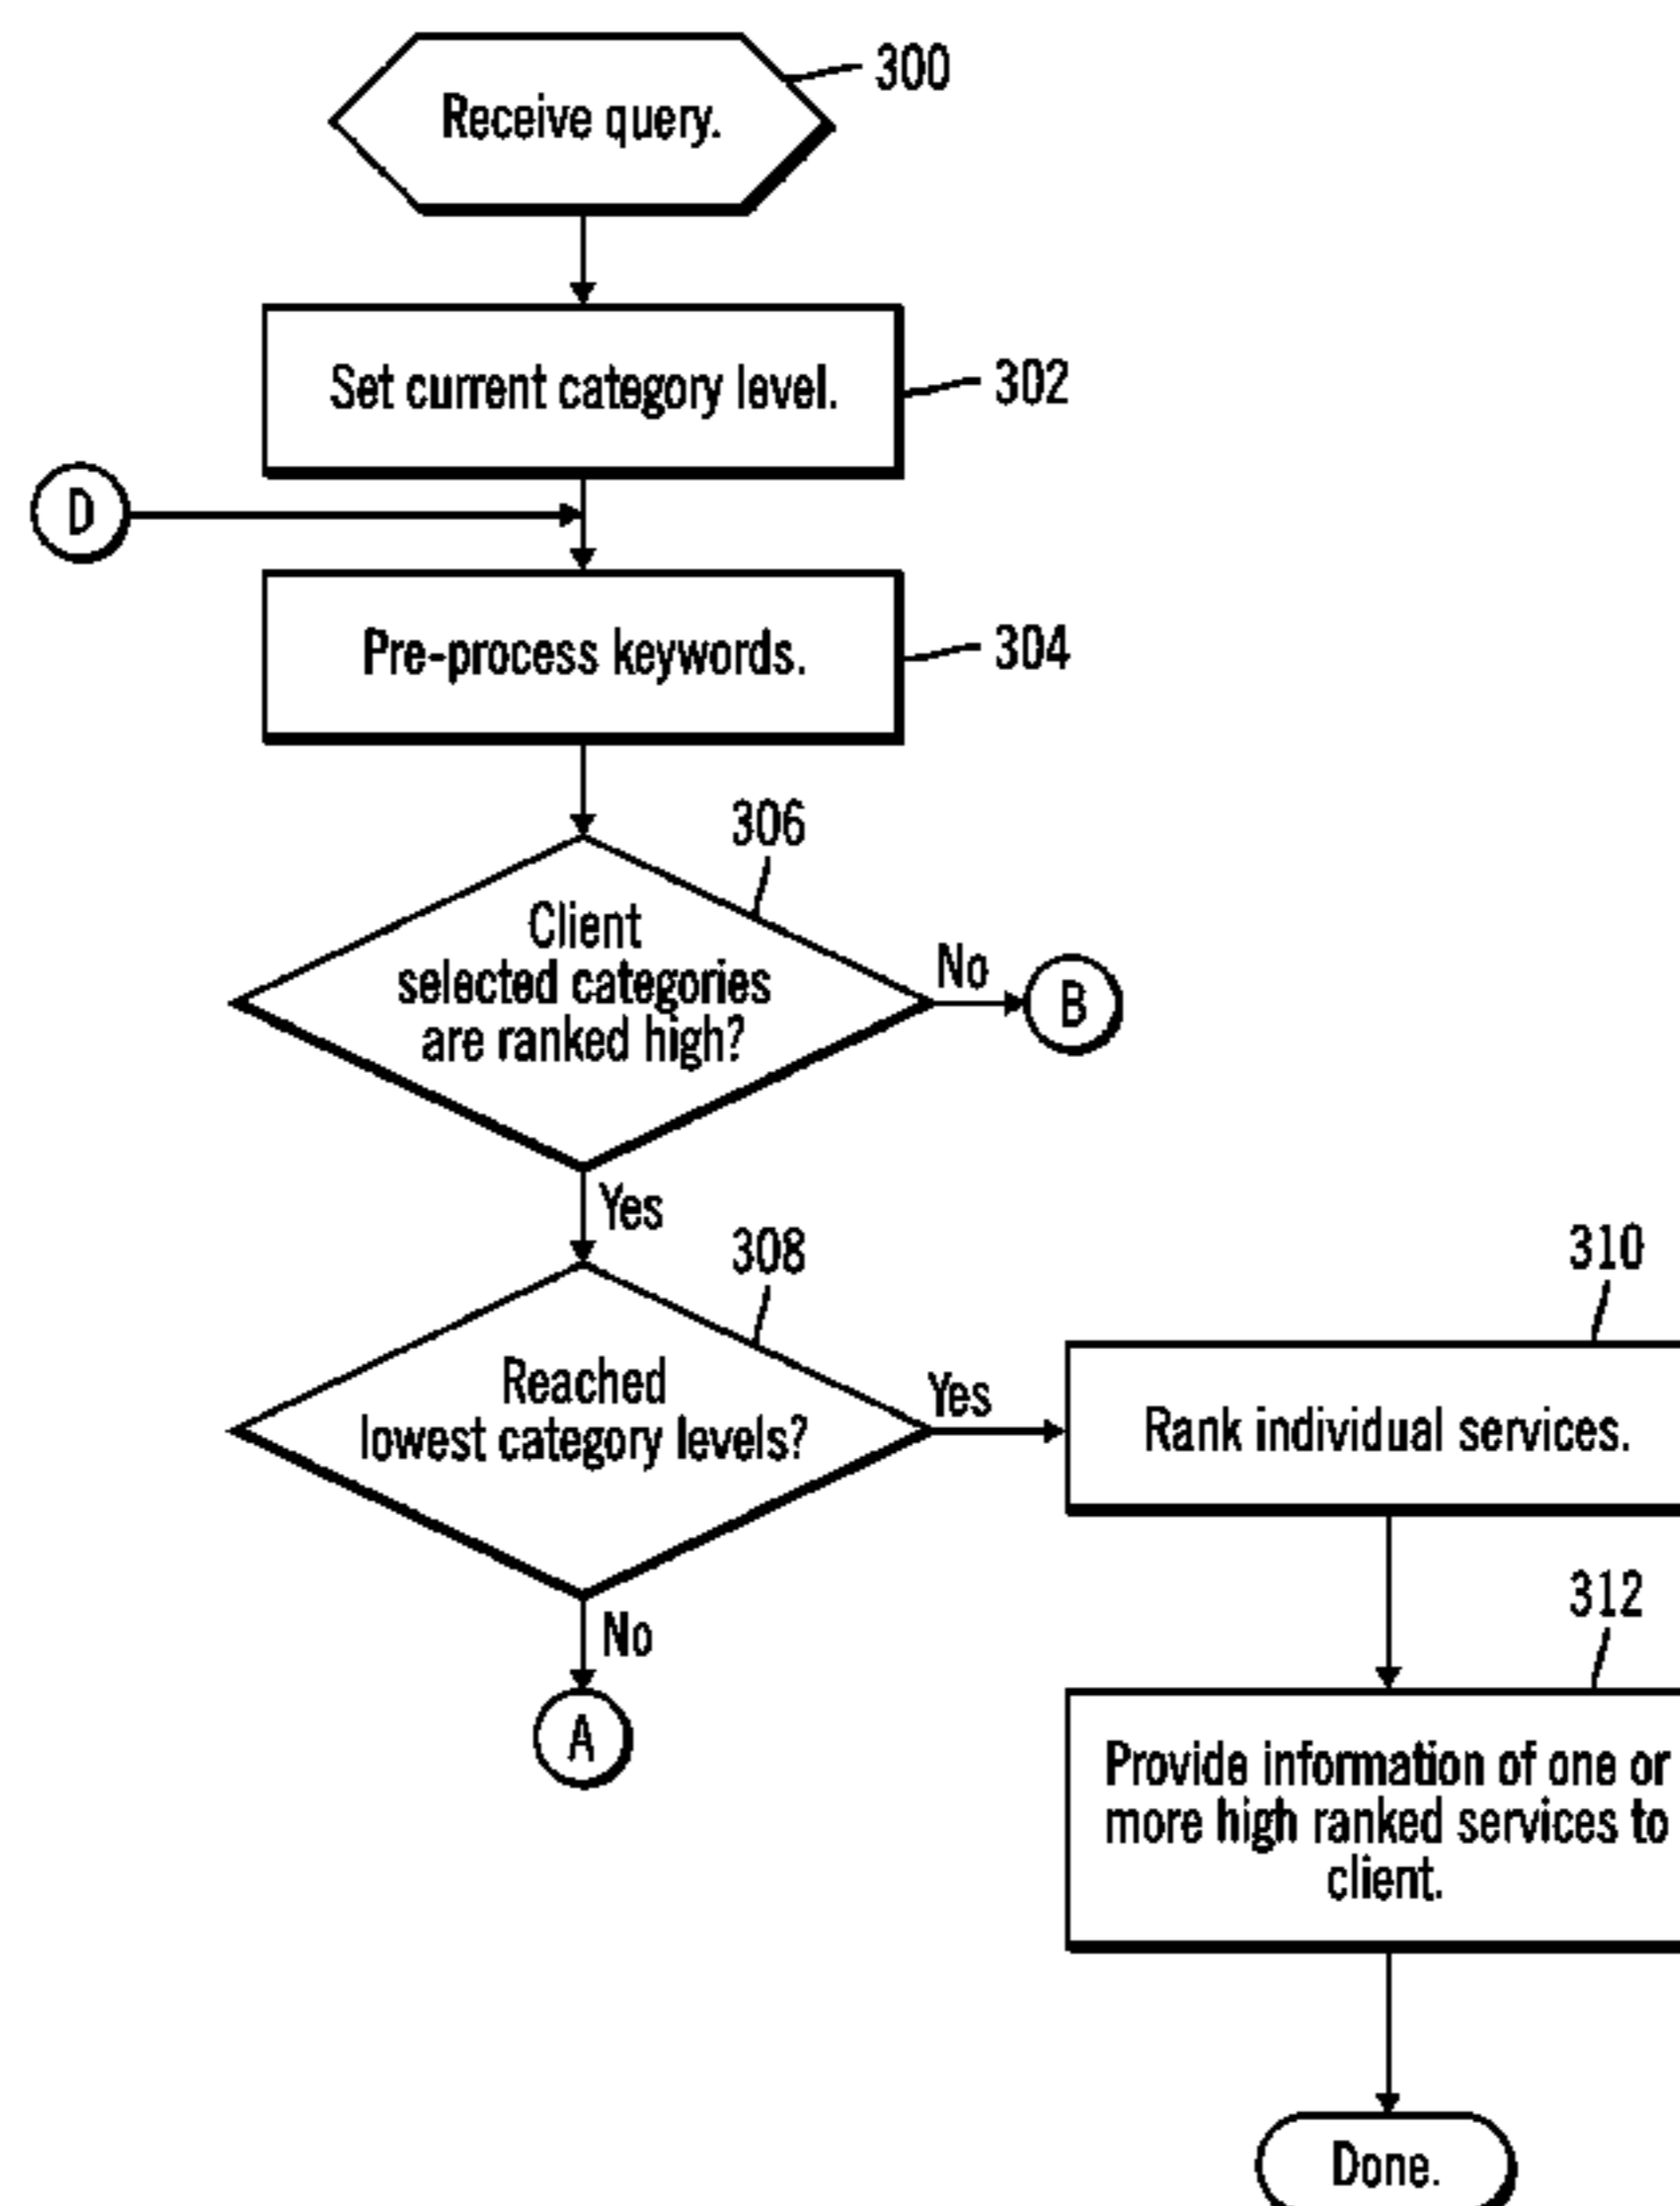 300
Receive query.
Set current category level.
302
D
Pre-process keywords.
304
306
Client
selected categories
are ranked high?
No
B
Yes
308
Reached
lowest category levels?
Yes
310
Rank individual services.
No
A
312
Provide information of one or
more high ranked services to
client.
Done.